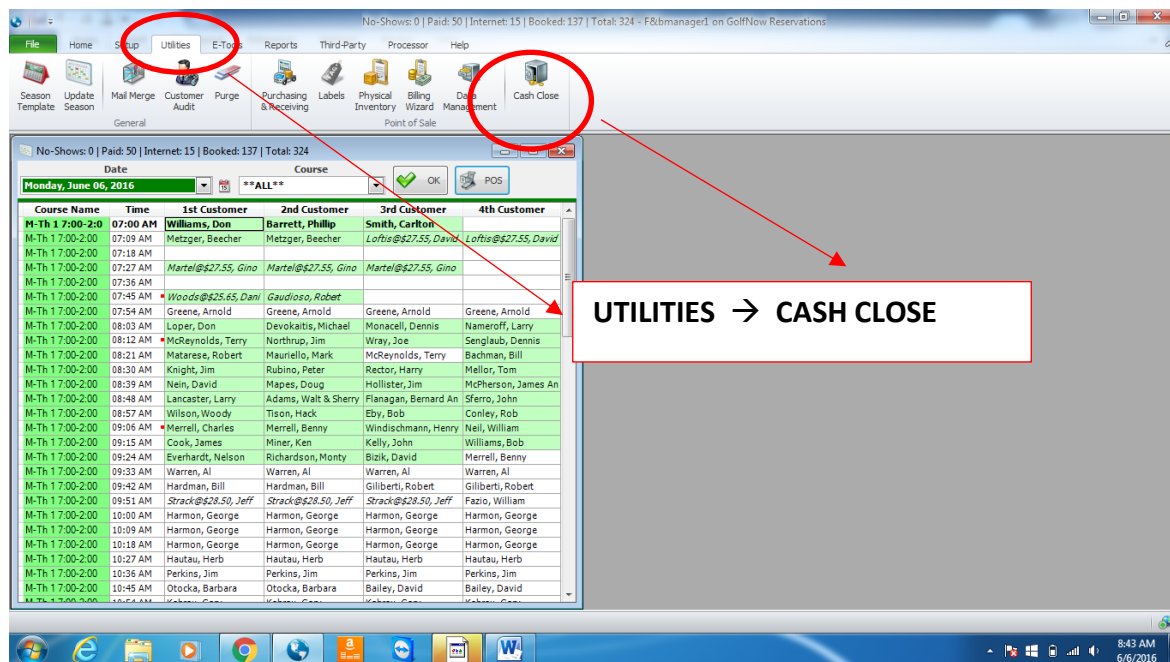 No-Shows: 0 | Paid: 50 | Internet: 15 | Booked: 137 | Total: 324 - F&bmanager1 on GolfNow Reservations
File Home Setup Utilities E-Tools Reports Third-Party Processor Help
Season Template Update Season Mail Merge Customer Audit Purge Purchasing & Receiving Labels Physical Inventory Billing Wizard Data Management Cash Close
General Point of Sale
No-Shows: 0 | Paid: 50 | Internet: 15 | Booked: 137 | Total: 324
Date Course
Monday, June 06, 2016 15 **ALL** OK POS
Course Name Time 1st Customer 2nd Customer 3rd Customer 4th Customer
M-Th 1 7:00-2:0 07:00 AM Williams, Don Barrett, Phillip Smith, Carlton
M-Th 1 7:00-2:00 07:09 AM Metzger, Beecher Metzger, Beecher Loftis@$27.55, David Loftis@$27.55, David
M-Th 1 7:00-2:00 07:18 AM
M-Th 1 7:00-2:00 07:27 AM Martel@$27.55, Gino Martel@$27.55, Gino Martel@$27.55, Gino
M-Th 1 7:00-2:00 07:36 AM
M-Th 1 7:00-2:00 07:45 AM Woods@$25.65, Dani Gaudioso, Robert
M-Th 1 7:00-2:00 07:54 AM Greene, Arnold Greene, Arnold Greene, Arnold Greene, Arnold
M-Th 1 7:00-2:00 08:03 AM Loper, Don Devokaitis, Michael Monacell, Dennis Nameroff, Larry
M-Th 1 7:00-2:00 08:12 AM McReynolds, Terry Northrup, Jim Wray, Joe Senglaub, Dennis
M-Th 1 7:00-2:00 08:21 AM Matarese, Robert Mauriello, Mark McReynolds, Terry Bachman, Bill
M-Th 1 7:00-2:00 08:30 AM Knight, Jim Rubino, Peter Rector, Harry Mellor, Tom
M-Th 1 7:00-2:00 08:39 AM Nein, David Mapes, Doug Hollister, Jim McPherson, James An
M-Th 1 7:00-2:00 08:48 AM Lancaster, Larry Adams, Walt & Sherry Flanagan, Bernard An Sferro, John
M-Th 1 7:00-2:00 08:57 AM Wilson, Woody Tison, Hack Eby, Bob Conley, Rob
M-Th 1 7:00-2:00 09:06 AM Merrell, Charles Merrell, Benny Windischmann, Henry Neil, William
M-Th 1 7:00-2:00 09:15 AM Cook, James Miner, Ken Kelly, John Williams, Bob
M-Th 1 7:00-2:00 09:24 AM Everhardt, Nelson Richardson, Monty Bizik, David Merrell, Benny
M-Th 1 7:00-2:00 09:33 AM Warren, Al Warren, Al Warren, Al Warren, Al
M-Th 1 7:00-2:00 09:42 AM Hardman, Bill Hardman, Bill Giliberti, Robert Giliberti, Robert
M-Th 1 7:00-2:00 09:51 AM Strack@$28.50, Jeff Strack@$28.50, Jeff Strack@$28.50, Jeff Fazio, William
M-Th 1 7:00-2:00 10:00 AM Harmon, George Harmon, George Harmon, George Harmon, George
M-Th 1 7:00-2:00 10:09 AM Harmon, George Harmon, George Harmon, George Harmon, George
M-Th 1 7:00-2:00 10:18 AM Harmon, George Harmon, George Harmon, George Harmon, George
M-Th 1 7:00-2:00 10:27 AM Hautau, Herb Hautau, Herb Hautau, Herb Hautau, Herb
M-Th 1 7:00-2:00 10:36 AM Perkins, Jim Perkins, Jim Perkins, Jim Perkins, Jim
M-Th 1 7:00-2:00 10:45 AM Otocka, Barbara Otocka, Barbara Bailey, David Bailey, David
UTILITIES → CASH CLOSE
8:43 AM
6/6/2016